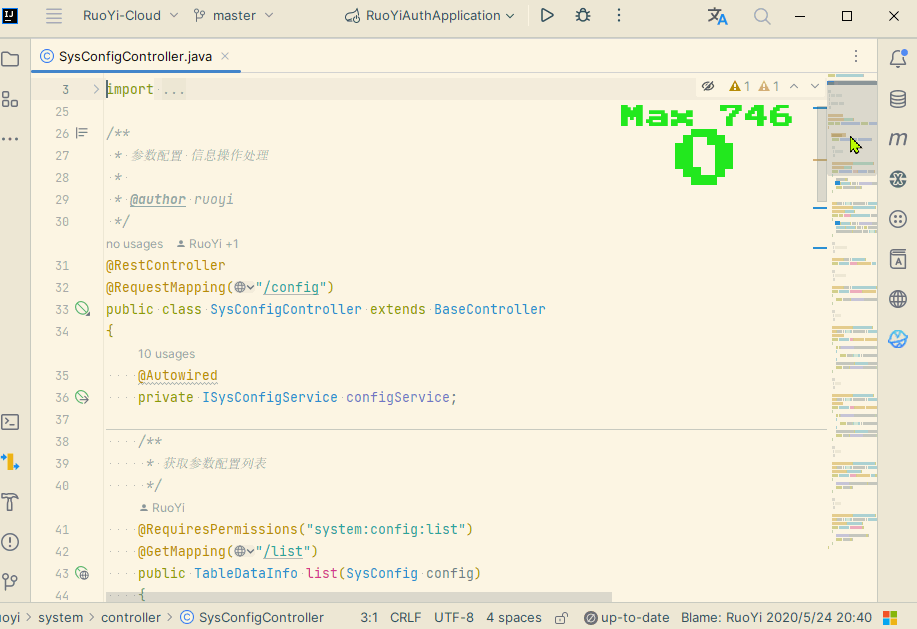 RuoYi-Cloud master RuoYiAuthApplication
SysConfigController.java
3 import ...
1 1
Max 746
0
25
26 /**
27 * 参数配置 信息操作处理
28 *
29 * @author ruoyi
30 */
no usages RuoYi +1
31 @RestController
32 @RequestMapping("/config")
33 public class SysConfigController extends BaseController
34 {
10 usages
35 @Autowired
36 private ISysConfigService configService;
37
38 /**
39 * 获取参数配置列表
40 */
RuoYi
41 @RequiresPermissions("system:config:list")
42 @GetMapping("/list")
43 public TableDataInfo list(SysConfig config)
44 {
uoyi > system > controller > SysConfigController 3:1 CRLF UTF-8 4 spaces up-to-date Blame: RuoYi 2020/5/24 20:40